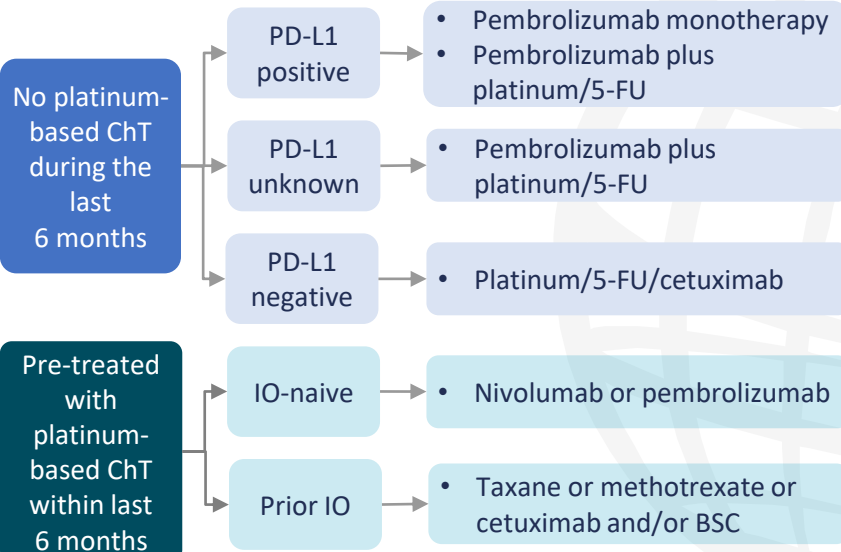 No platinum-
based ChT
during the
last
6 months
PD-L1
positive
• Pembrolizumab monotherapy
• Pembrolizumab plus
platinum/5-FU
PD-L1
unknown
• Pembrolizumab plus
platinum/5-FU
PD-L1
negative
• Platinum/5-FU/cetuximab
Pre-treated
with
platinum-
based ChT
within last
6 months
IO-naive
• Nivolumab or pembrolizumab
Prior IO
• Taxane or methotrexate or
cetuximab and/or BSC